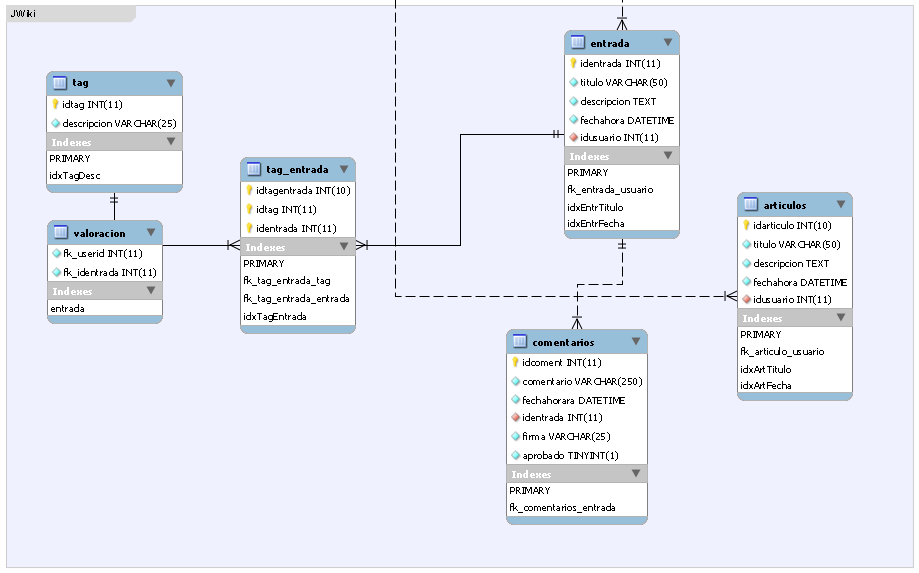 JWiki
tag
idtag INT(11)
descripcion VARCHAR(25)
Indexes
PRIMARY
idxTagDesc
valoracion
fk_userid INT(11)
fk_identrada INT(11)
Indexes
entrada
tag_entrada
idtagentrada INT(10)
idtag INT(11)
identrada INT(11)
Indexes
PRIMARY
fk_tag_entrada_tag
fk_tag_entrada_entrada
idxTagEntrada
entrada
identrada INT(11)
titulo VARCHAR(50)
descripcion TEXT
fechahora DATETIME
idusuario INT(11)
Indexes
PRIMARY
fk_entrada_usuario
idxEntrTitulo
idxEntrFecha
comentarios
idcoment INT(11)
comentario VARCHAR(250)
fechahorara DATETIME
identrada INT(11)
firma VARCHAR(25)
aprobado TINYINT(1)
Indexes
PRIMARY
fk_comentarios_entrada
articulos
idarticulo INT(10)
titulo VARCHAR(50)
descripcion TEXT
fechahora DATETIME
idusuario INT(11)
Indexes
PRIMARY
fk_articulo_usuario
idxArtTitulo
idxArtFecha